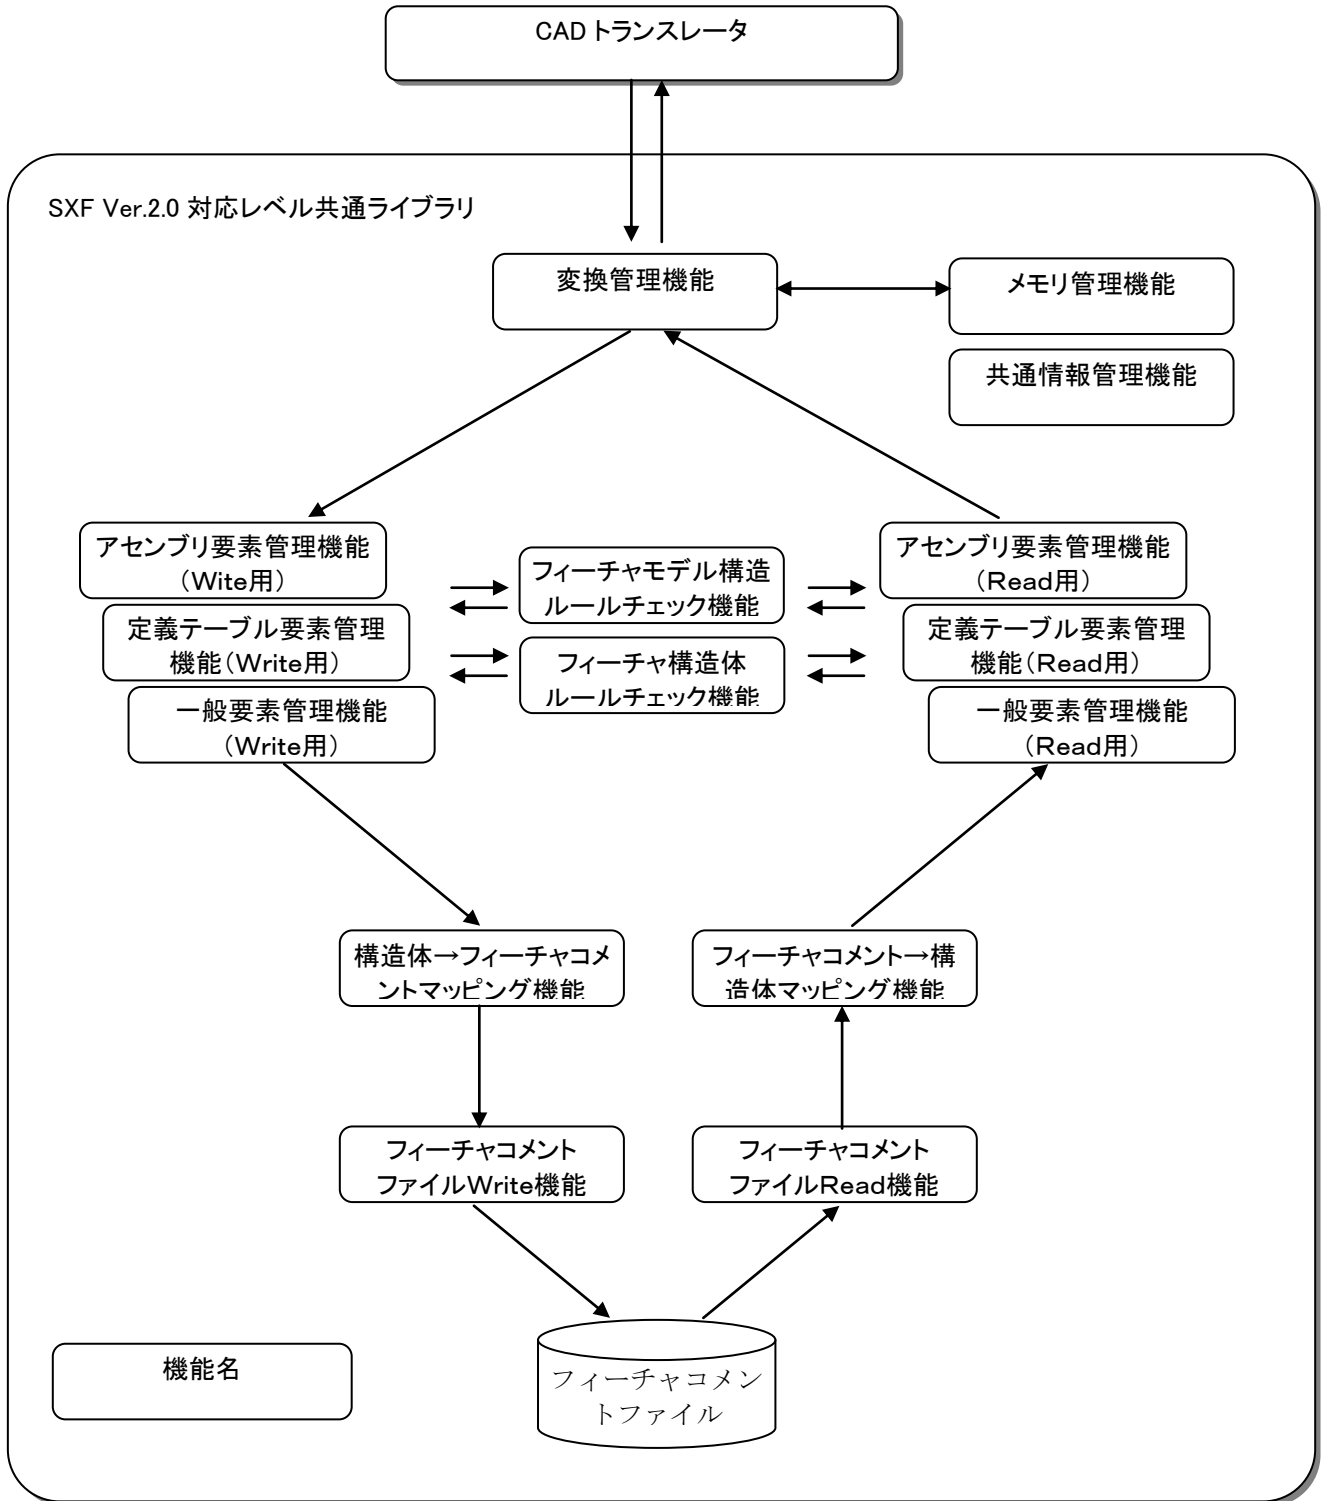 CAD トランスレータ
SXF Ver.2.0 対応レベル共通ライブラリ
変換管理機能
メモリ管理機能
共通情報管理機能
アセンブリ要素管理機能
(Wite用)
定義テーブル要素管理
機能(Write用)
一般要素管理機能
(Write用)
フィーチャモデル構造
ルールチェック機能
フィーチャ構造体
ルールチェック機能
アセンブリ要素管理機能
(Read用)
定義テーブル要素管理
機能(Read用)
一般要素管理機能
(Read用)
構造体→フィーチャコメ
ントマッピング機能
フィーチャコメント→構
造体マッピング機能
フィーチャコメント
ファイルWrite機能
フィーチャコメント
ファイルRead機能
機能名
フィーチャコメン
トファイル